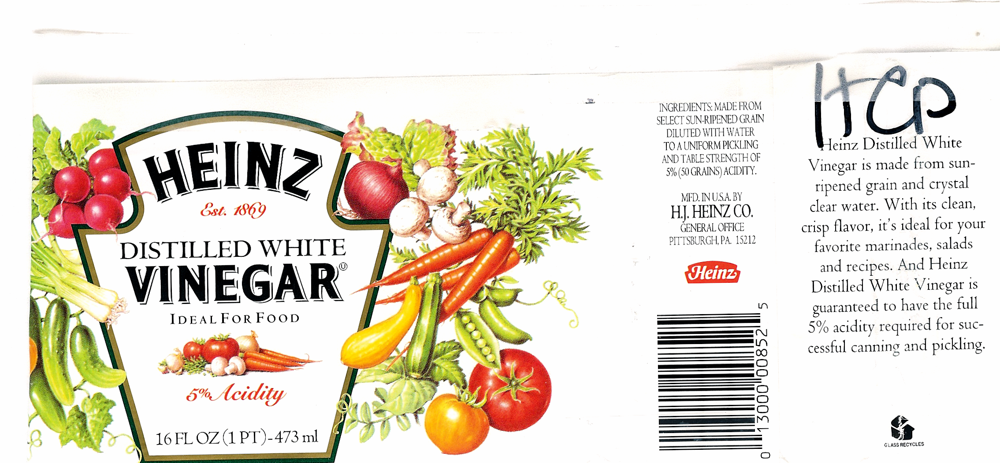 HEINZ
Est. 1869
DISTILLED WHITE
VINEGAR Ⓤ
IDEAL FOR FOOD
5% Acidity
16 FL OZ (1 PT) - 473 ml
INGREDIENTS: MADE FROM
SELECT SUN-RIPENED GRAIN
DILUTED WITH WATER
TO A UNIFORM PICKLING
AND TABLE STRENGTH OF
5% (50 GRAINS) ACIDITY.
MFD. IN U.S.A. BY
H.J. HEINZ CO.
GENERAL OFFICE
PITTSBURGH, PA. 15212
Heinz
0 13000 00852 5
HCP
Heinz Distilled White
Vinegar is made from sun-
ripened grain and crystal
clear water. With its clean,
crisp flavor, it's ideal for your
favorite marinades, salads
and recipes. And Heinz
Distilled White Vinegar is
guaranteed to have the full
5% acidity required for suc-
cessful canning and pickling.
GLASS RECYCLES